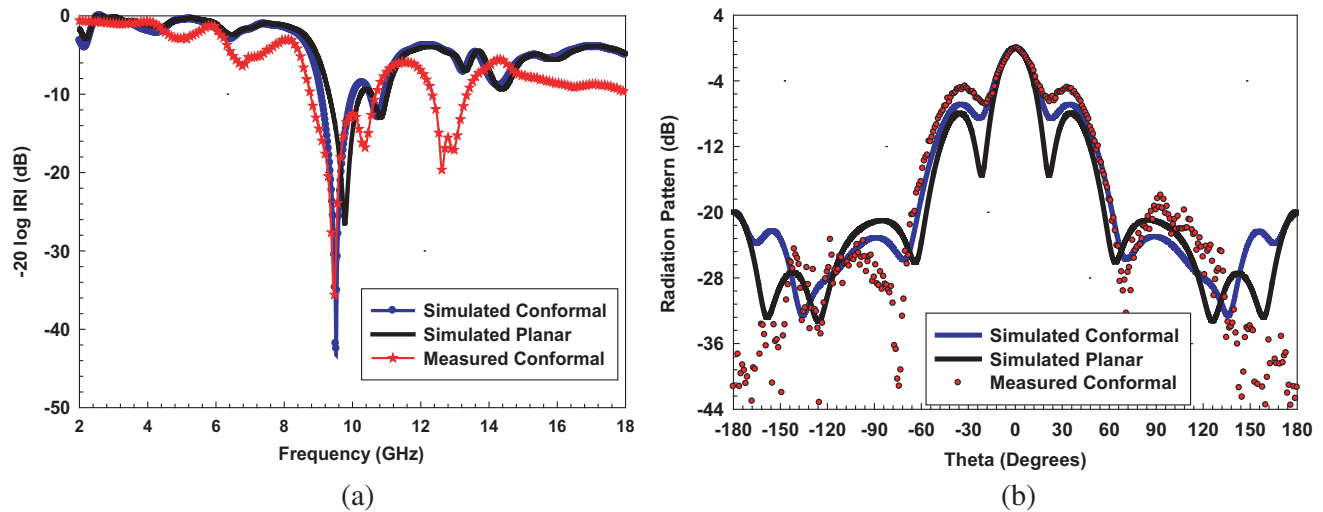 0
-10
-20
-30
-40
-50
-20 log IRI (dB)
2 4 6 8 10 12 14 16 18
Frequency (GHz)
Simulated Conformal
Simulated Planar
Measured Conformal
(a)
4
-4
-12
-20
-28
-36
-44
Radiation Pattern (dB)
-180 -150 -120 -90 -60 -30 0 30 60 90 120 150 180
Theta (Degrees)
Simulated Conformal
Simulated Planar
Measured Conformal
(b)